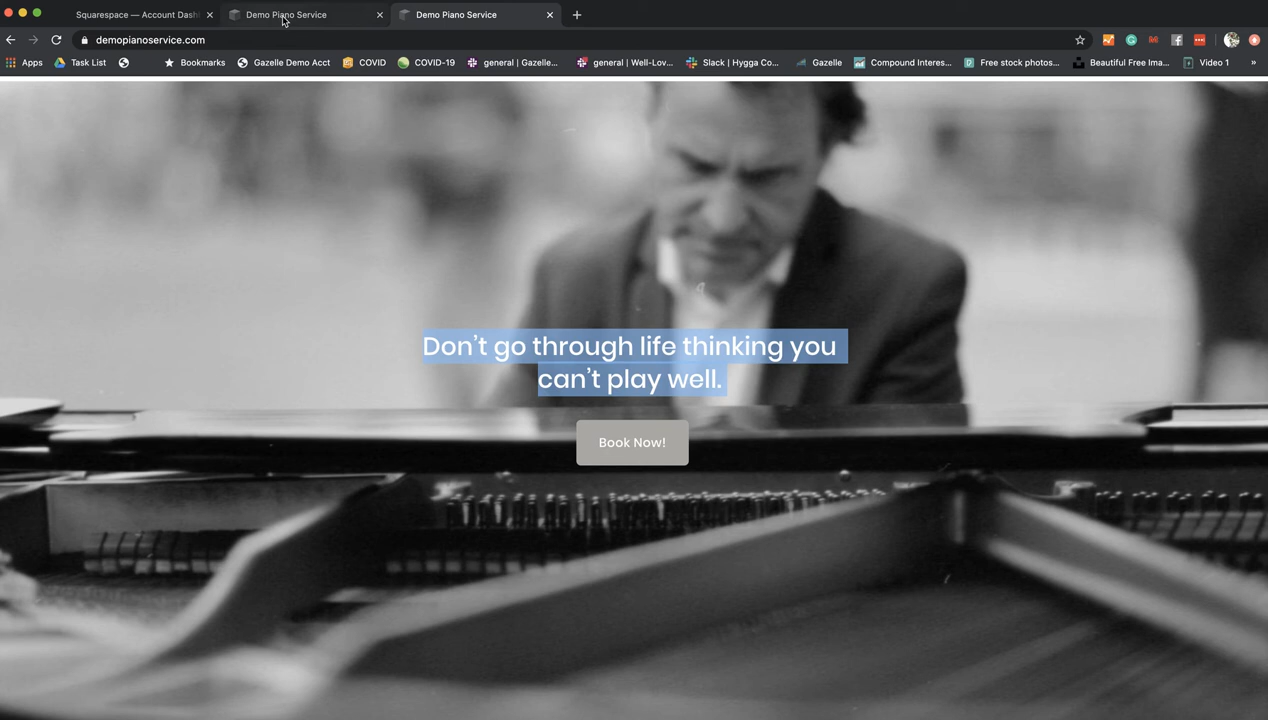 Squarespace — Account Dash
Demo Piano Service
Demo Piano Service
demopianoservice.com
Apps
Task List
Bookmarks
Gazelle Demo Acct
COVID
COVID-19
general | Gazelle...
general | Well-Lov...
Slack | Hygga Co...
Gazelle
Compound Interes...
Free stock photos...
Beautiful Free Ima...
Video 1
»
Don’t go through life thinking you
can’t play well.
Book Now!